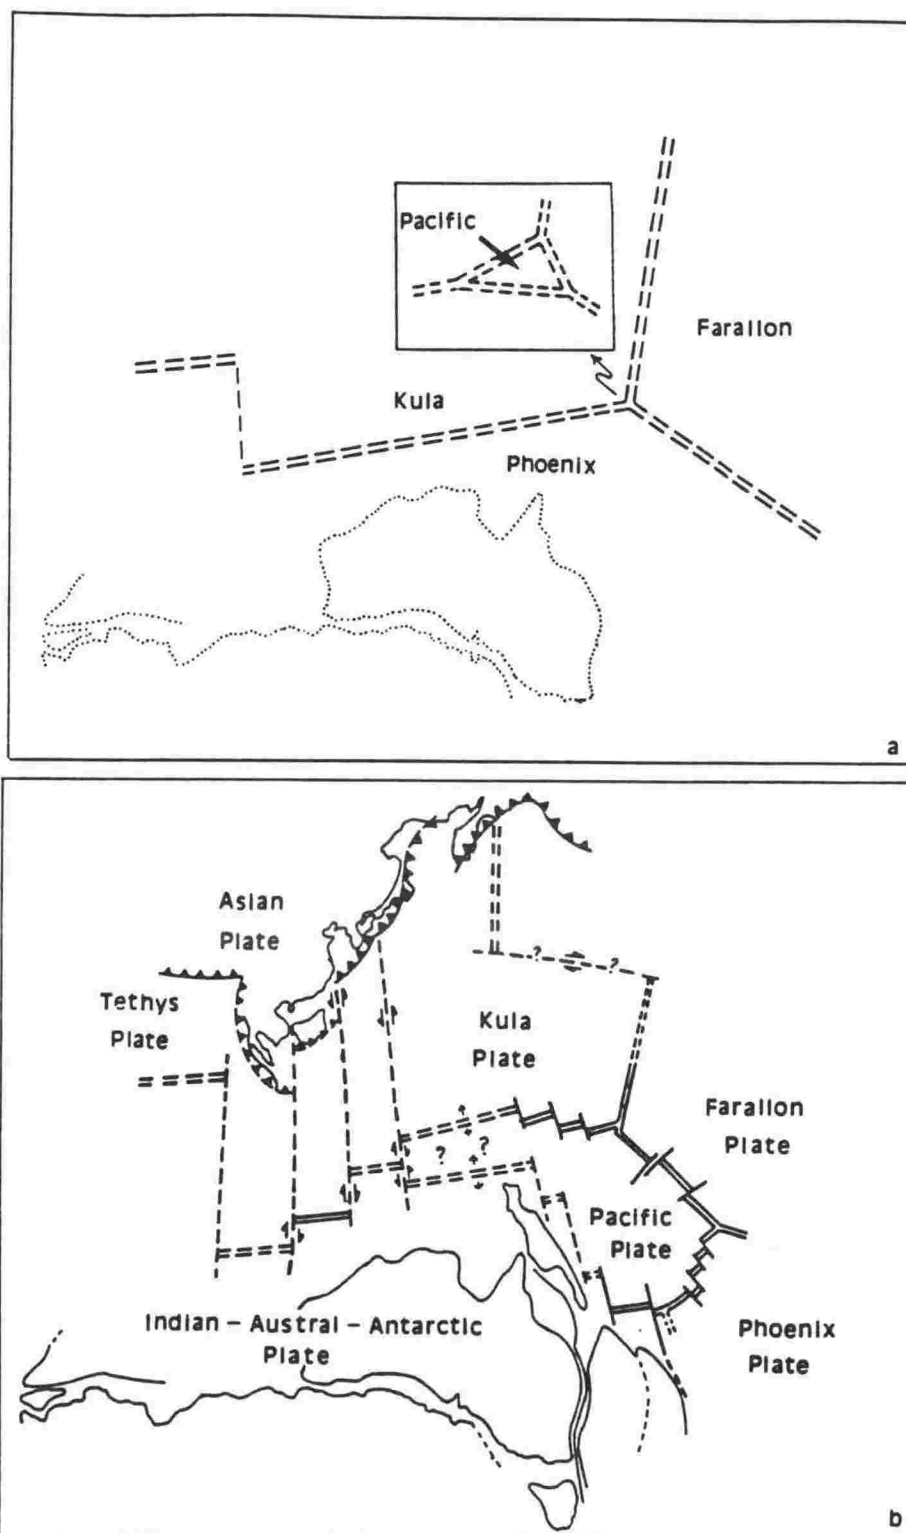 Pacific
Farallon
Kula
Phoenix
a
Asian
Plate
Tethys
Plate
? ?
Kula
Plate
Farallon
Plate
? ?
Pacific
Plate
Indian - Austral - Antarctic
Plate
Phoenix
Plate
b